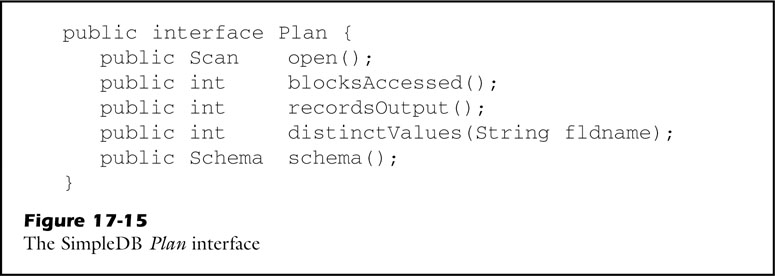 public interface Plan {
public Scan open();
public int blocksAccessed();
public int recordsOutput();
public int distinctValues(String fldname);
public Schema schema();
}
Figure 17-15
The SimpleDB Plan interface